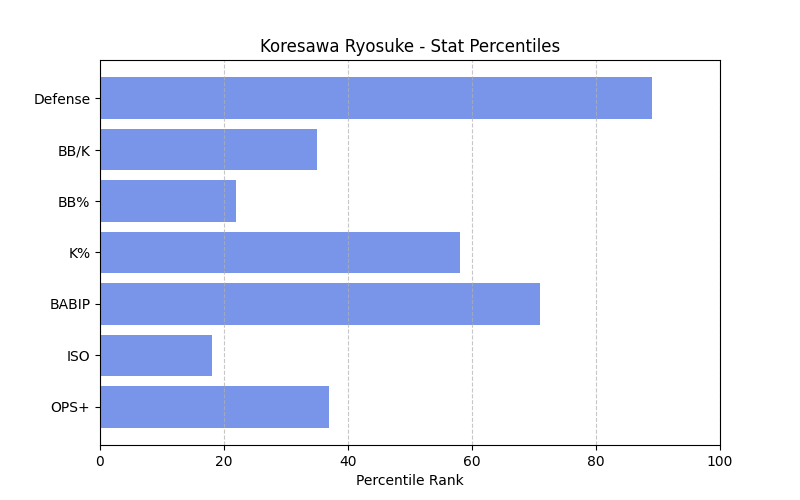 Koresawa Ryosuke - Stat Percentiles
Defense
BB/K
BB%
K%
BABIP
ISO
OPS+
0 20 40 60 80 100
Percentile Rank